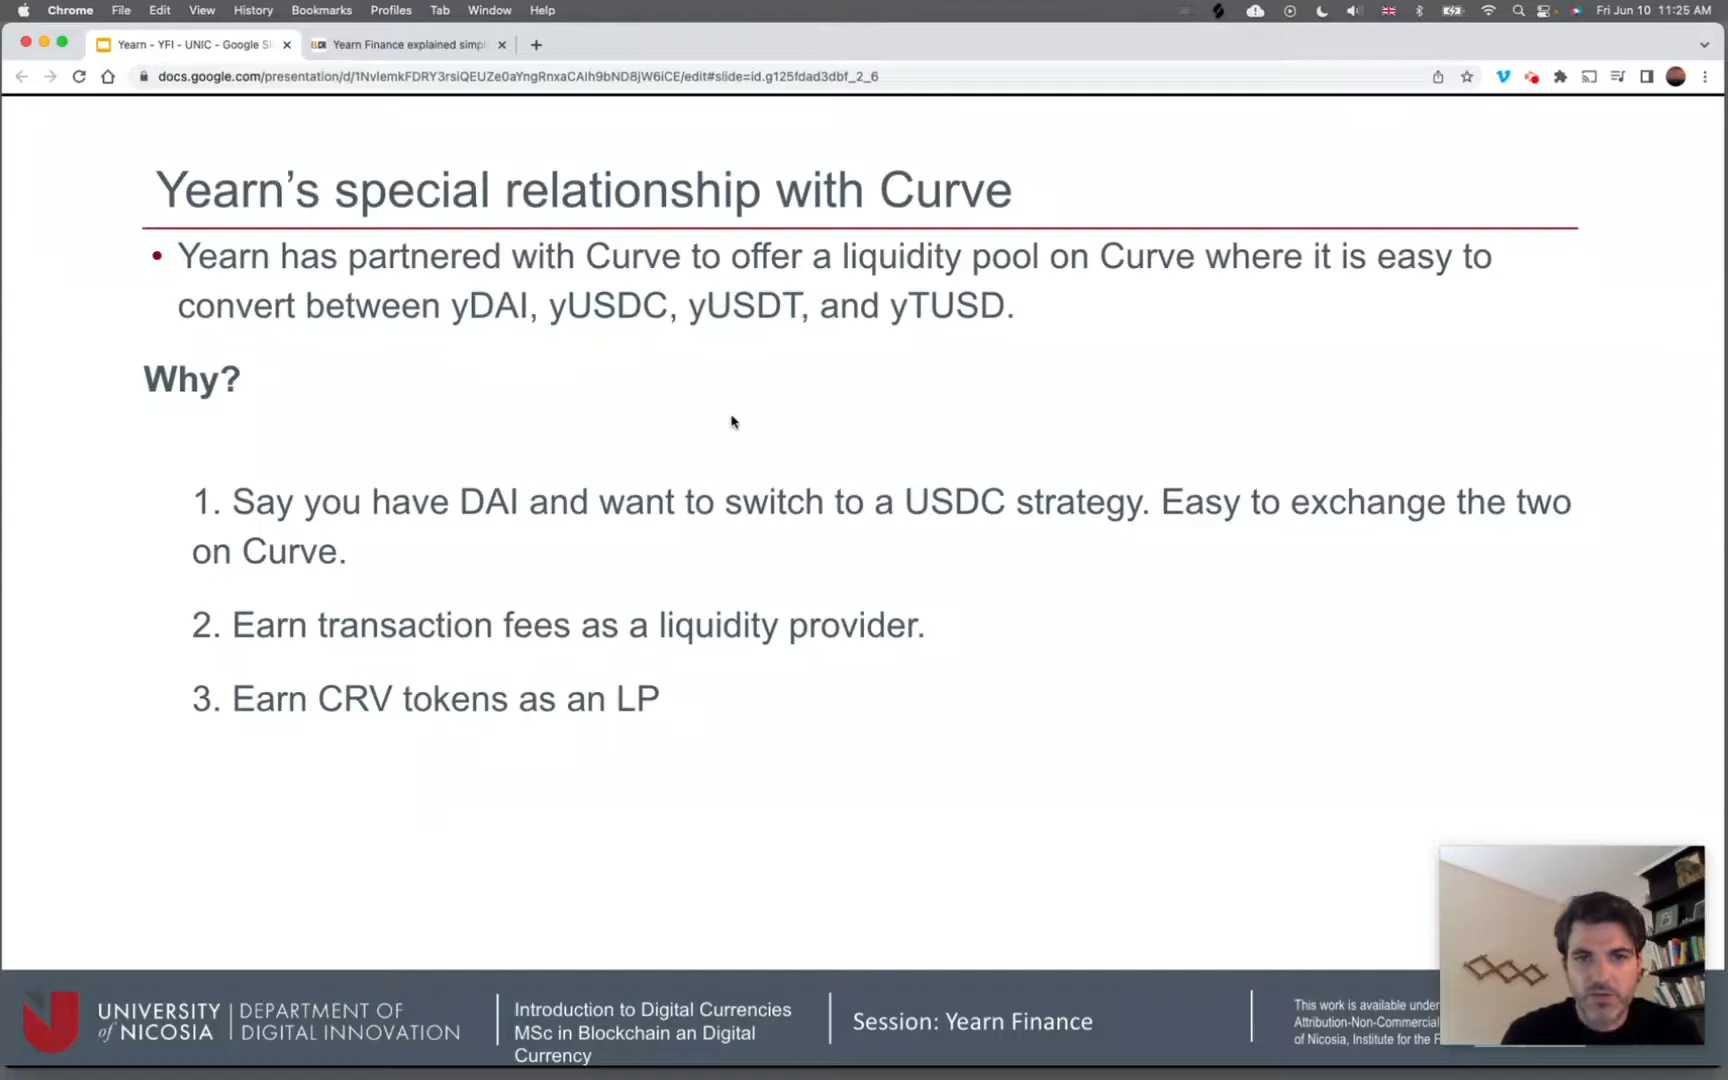 Chrome File Edit View History Bookmarks Profiles Tab Window Help Fri Jun 10 11:25 AM
Yearn - YFI - UNIC - Google Sl
Yearn Finance explained simpl
docs.google.com/presentation/d/
Yearn’s special relationship with Curve
• Yearn has partnered with Curve to offer a liquidity pool on Curve where it is easy to
convert between yDAI, yUSDC, yUSDT, and yTUSD.
Why?
1. Say you have DAI and want to switch to a USDC strategy. Easy to exchange the two
on Curve.
2. Earn transaction fees as a liquidity provider.
3. Earn CRV tokens as an LP
UNIVERSITY
of NICOSIA
DEPARTMENT OF
DIGITAL INNOVATION
Introduction to Digital Currencies
MSc in Blockchain an Digital
Currency
Session: Yearn Finance
This work is available under
Attribution-Non-Commercial
of Nicosia, Institute for the F